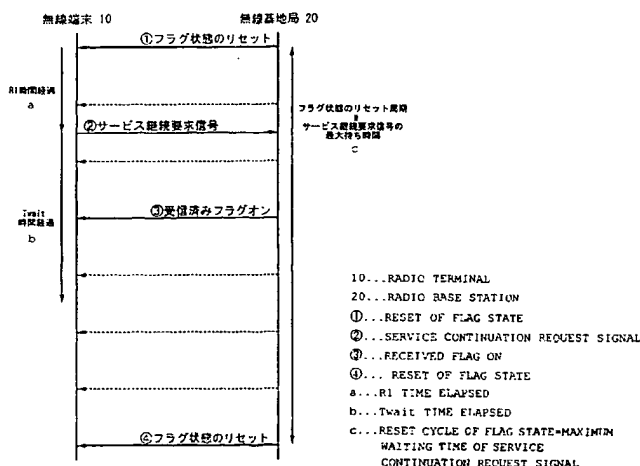 無線端末 10
無線基地局 20
①フラグ状態のリセット
R1時間経過
a
フラグ状態のリセット周期
=
サービス継続要求信号の
最大待ち時間
c
②サービス継続要求信号
③受信済みフラグオン
Twait
時間経過
b
④フラグ状態のリセット
10...RADIO TERMINAL
20...RADIO BASE STATION
①...RESET OF FLAG STATE
②...SERVICE CONTINUATION REQUEST SIGNAL
③...RECEIVED FLAG ON
④... RESET OF FLAG STATE
a...R1 TIME ELAPSED
b...Twait TIME ELAPSED
c...RESET CYCLE OF FLAG STATE=MAXIMUM
WAITING TIME OF SERVICE
CONTINUATION REQUEST SIGNAL